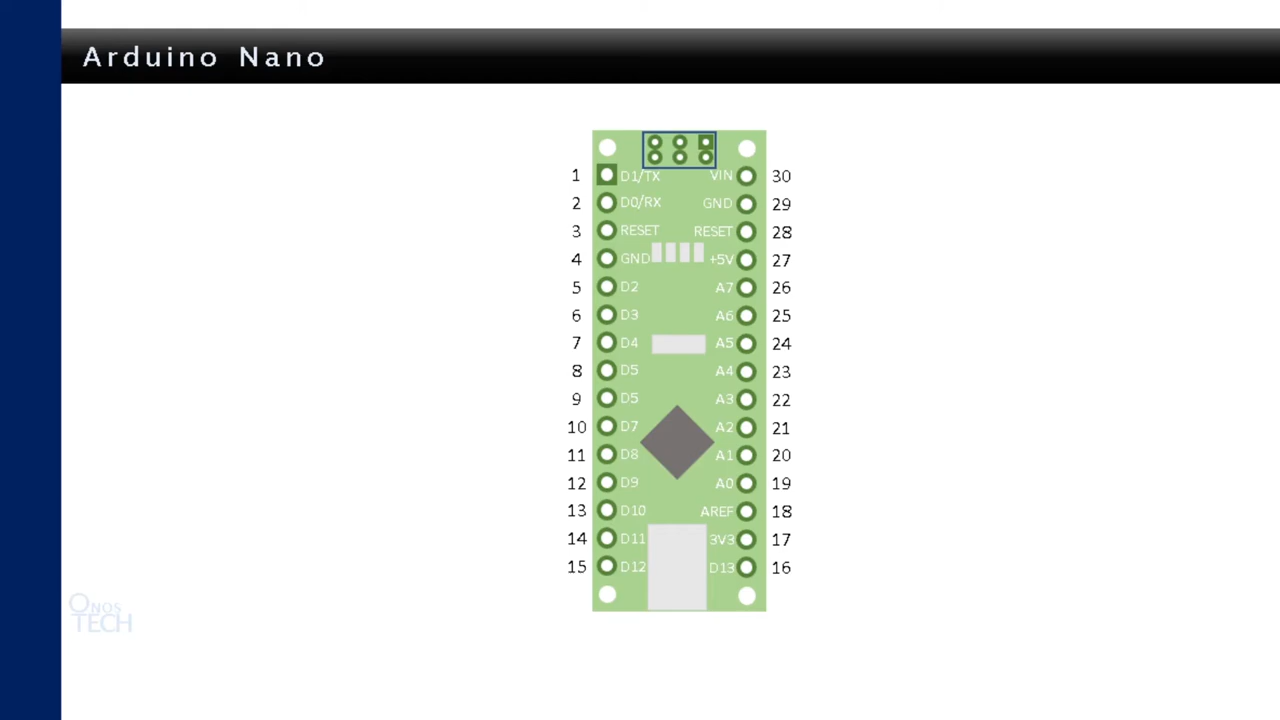 Arduino Nano
1 D1/TX VIN 30
2 D0/RX GND 29
3 RESET RESET 28
4 GND +5V 27
5 D2 A7 26
6 D3 A6 25
7 D4 A5 24
8 D5 A4 23
9 D5 A3 22
10 D7 A2 21
11 D8 A1 20
12 D9 A0 19
13 D10 AREF 18
14 D11 3V3 17
15 D12 D13 16
ONOS
TECH